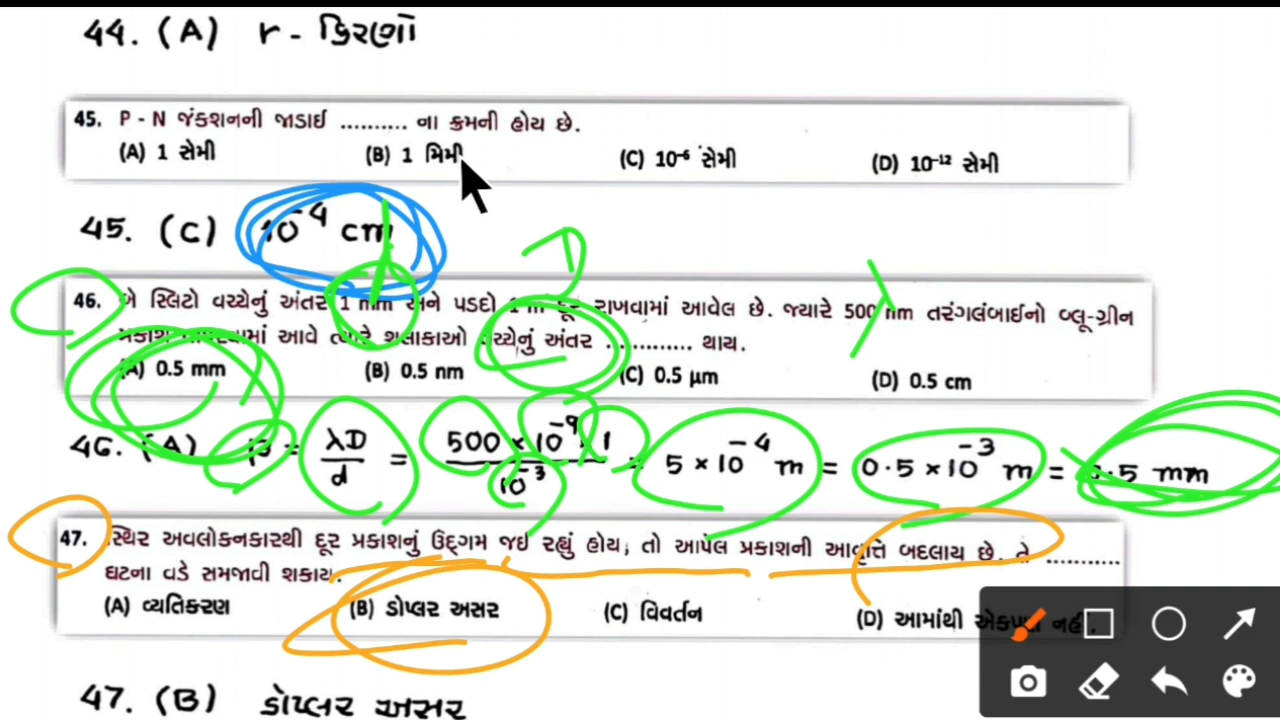 44. (A) r - કિરણો
45. P - N જંક્શનની જાડાઈ .......... ના ક્રમની હોય છે.
(A) 1 સેમી (B) 1 મિમી (C) 10⁻⁶ સેમી (D) 10⁻¹² સેમી
45. (C) 10⁻⁴ cm
46. બે સ્લિટો વચ્ચેનું અંતર 1 mm અને પડદો 1 m દૂર રાખવામાં આવેલ છે. જ્યારે 500 nm તરંગલંબાઈનો બ્લૂ-ગ્રીન
પ્રકાશ વાપરવામાં આવે ત્યારે શલાકાઓ વચ્ચેનું અંતર ............ થાય.
(A) 0.5 mm (B) 0.5 nm (C) 0.5 μm (D) 0.5 cm
46. (A) β = λD/d = 500 × 10⁻⁹ × 1 / 10⁻³ = 5 × 10⁻⁴ m = 0.5 × 10⁻³ m = 0.5 mm
47. સ્થિર અવલોકનકારથી દૂર પ્રકાશનું ઉદ્દગમ જઈ રહ્યું હોય, તો આપેલ પ્રકાશની આવૃત્તિ બદલાય છે. તે ...........
ઘટના વડે સમજાવી શકાય.
(A) વ્યતિકરણ (B) ડોપ્લર અસર (C) વિવર્તન (D) આમાંથી એકપણ નહીં.
47. (B) ડોપ્લર અસર